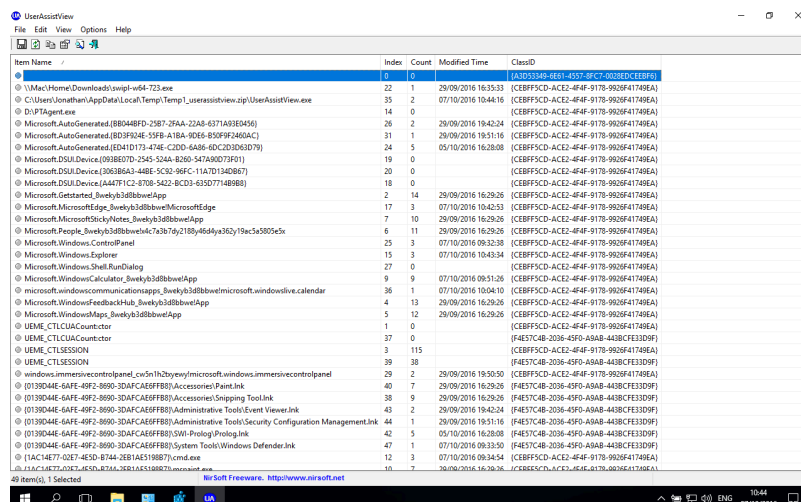 UA UserAssistView
File Edit View Options Help
Item Name / Index Count Modified Time ClassID
0 0 {A3D53349-6E61-4557-8FC7-0028EDCEEBF6}
\\Mac\Home\Downloads\swipl-w64-723.exe 22 1 29/09/2016 16:35:33 {CEBFF5CD-ACE2-4F4F-9178-9926F41749EA}
C:\Users\Jonathan\AppData\Local\Temp\Temp1_userassistview.zip\UserAssistView.exe 35 2 07/10/2016 10:44:16 {CEBFF5CD-ACE2-4F4F-9178-9926F41749EA}
D:\PTAgent.exe 14 0 {CEBFF5CD-ACE2-4F4F-9178-9926F41749EA}
Microsoft.AutoGenerated.{BB044BFD-25B7-2FAA-22A8-6371A93E0456} 26 2 29/09/2016 19:42:24 {CEBFF5CD-ACE2-4F4F-9178-9926F41749EA}
Microsoft.AutoGenerated.{BD3F924E-55FB-A1BA-9DE6-B50F9F2460AC} 31 1 29/09/2016 19:51:16 {CEBFF5CD-ACE2-4F4F-9178-9926F41749EA}
Microsoft.AutoGenerated.{ED41D173-474E-C2DD-6A86-6DC2D3D63D79} 24 5 05/10/2016 16:28:08 {CEBFF5CD-ACE2-4F4F-9178-9926F41749EA}
Microsoft.DSUI.Device.{093BE07D-2545-524A-B260-547A90D73F01} 19 0 {CEBFF5CD-ACE2-4F4F-9178-9926F41749EA}
Microsoft.DSUI.Device.{3063B6A3-44BE-5C92-96FC-11A7D134DB67} 20 0 {CEBFF5CD-ACE2-4F4F-9178-9926F41749EA}
Microsoft.DSUI.Device.{A447F1C2-8708-5422-BCD3-635D7714B9B8} 18 0 {CEBFF5CD-ACE2-4F4F-9178-9926F41749EA}
Microsoft.Getstarted_8wekyb3d8bbwe!App 2 14 29/09/2016 16:29:26 {CEBFF5CD-ACE2-4F4F-9178-9926F41749EA}
Microsoft.MicrosoftEdge_8wekyb3d8bbwe!MicrosoftEdge 17 3 07/10/2016 10:42:53 {CEBFF5CD-ACE2-4F4F-9178-9926F41749EA}
Microsoft.MicrosoftStickyNotes_8wekyb3d8bbwe!App 7 10 29/09/2016 16:29:26 {CEBFF5CD-ACE2-4F4F-9178-9926F41749EA}
Microsoft.People_8wekyb3d8bbwe!x4c7a3b7dy2188y46d4ya362y19ac5a5805e5x 6 11 29/09/2016 16:29:26 {CEBFF5CD-ACE2-4F4F-9178-9926F41749EA}
Microsoft.Windows.ControlPanel 25 3 07/10/2016 09:32:38 {CEBFF5CD-ACE2-4F4F-9178-9926F41749EA}
Microsoft.Windows.Explorer 15 3 07/10/2016 10:43:34 {CEBFF5CD-ACE2-4F4F-9178-9926F41749EA}
Microsoft.Windows.Shell.RunDialog 27 0 {CEBFF5CD-ACE2-4F4F-9178-9926F41749EA}
Microsoft.WindowsCalculator_8wekyb3d8bbwe!App 9 9 07/10/2016 09:51:26 {CEBFF5CD-ACE2-4F4F-9178-9926F41749EA}
microsoft.windowscommunicationsapps_8wekyb3d8bbwe!microsoft.windowslive.calendar 36 1 07/10/2016 10:04:10 {CEBFF5CD-ACE2-4F4F-9178-9926F41749EA}
Microsoft.WindowsFeedbackHub_8wekyb3d8bbwe!App 4 13 29/09/2016 16:29:26 {CEBFF5CD-ACE2-4F4F-9178-9926F41749EA}
Microsoft.WindowsMaps_8wekyb3d8bbwe!App 5 12 29/09/2016 16:29:26 {CEBFF5CD-ACE2-4F4F-9178-9926F41749EA}
UEME_CTLCUACount:ctor 1 0 {CEBFF5CD-ACE2-4F4F-9178-9926F41749EA}
UEME_CTLCUACount:ctor 37 0 {F4E57C4B-2036-45F0-A9AB-443BCFE33D9F}
UEME_CTLSESSION 3 115 {CEBFF5CD-ACE2-4F4F-9178-9926F41749EA}
UEME_CTLSESSION 39 38 {F4E57C4B-2036-45F0-A9AB-443BCFE33D9F}
windows.immersivecontrolpanel_cw5n1h2txyewy!microsoft.windows.immersivecontrolpanel 29 2 29/09/2016 19:50:50 {CEBFF5CD-ACE2-4F4F-9178-9926F41749EA}
{0139D44E-6AFE-49F2-8690-3DAFCAE6FFB8}\Accessories\Paint.lnk 40 7 29/09/2016 16:29:26 {F4E57C4B-2036-45F0-A9AB-443BCFE33D9F}
{0139D44E-6AFE-49F2-8690-3DAFCAE6FFB8}\Accessories\Snipping Tool.lnk 38 9 29/09/2016 16:29:26 {F4E57C4B-2036-45F0-A9AB-443BCFE33D9F}
{0139D44E-6AFE-49F2-8690-3DAFCAE6FFB8}\Administrative Tools\Event Viewer.lnk 43 2 29/09/2016 19:42:24 {F4E57C4B-2036-45F0-A9AB-443BCFE33D9F}
{0139D44E-6AFE-49F2-8690-3DAFCAE6FFB8}\Administrative Tools\Security Configuration Management.lnk 44 1 29/09/2016 19:51:16 {F4E57C4B-2036-45F0-A9AB-443BCFE33D9F}
{0139D44E-6AFE-49F2-8690-3DAFCAE6FFB8}\SWI-Prolog\Prolog.lnk 42 5 05/10/2016 16:28:08 {F4E57C4B-2036-45F0-A9AB-443BCFE33D9F}
{0139D44E-6AFE-49F2-8690-3DAFCAE6FFB8}\System Tools\Windows Defender.lnk 47 1 07/10/2016 09:33:50 {F4E57C4B-2036-45F0-A9AB-443BCFE33D9F}
{1AC14E77-02E7-4E5D-B744-2EB1AE5198B7}\cmd.exe 12 3 07/10/2016 09:34:54 {CEBFF5CD-ACE2-4F4F-9178-9926F41749EA}
{1AC14E77-02E7-4E5D-B744-2EB1AE5198B7}\mspaint.exe 10 7 29/09/2016 16:29:26 {CEBFF5CD-ACE2-4F4F-9178-9926F41749EA}
49 item(s), 1 Selected NirSoft Freeware. http://www.nirsoft.net
UA ENG 10:44